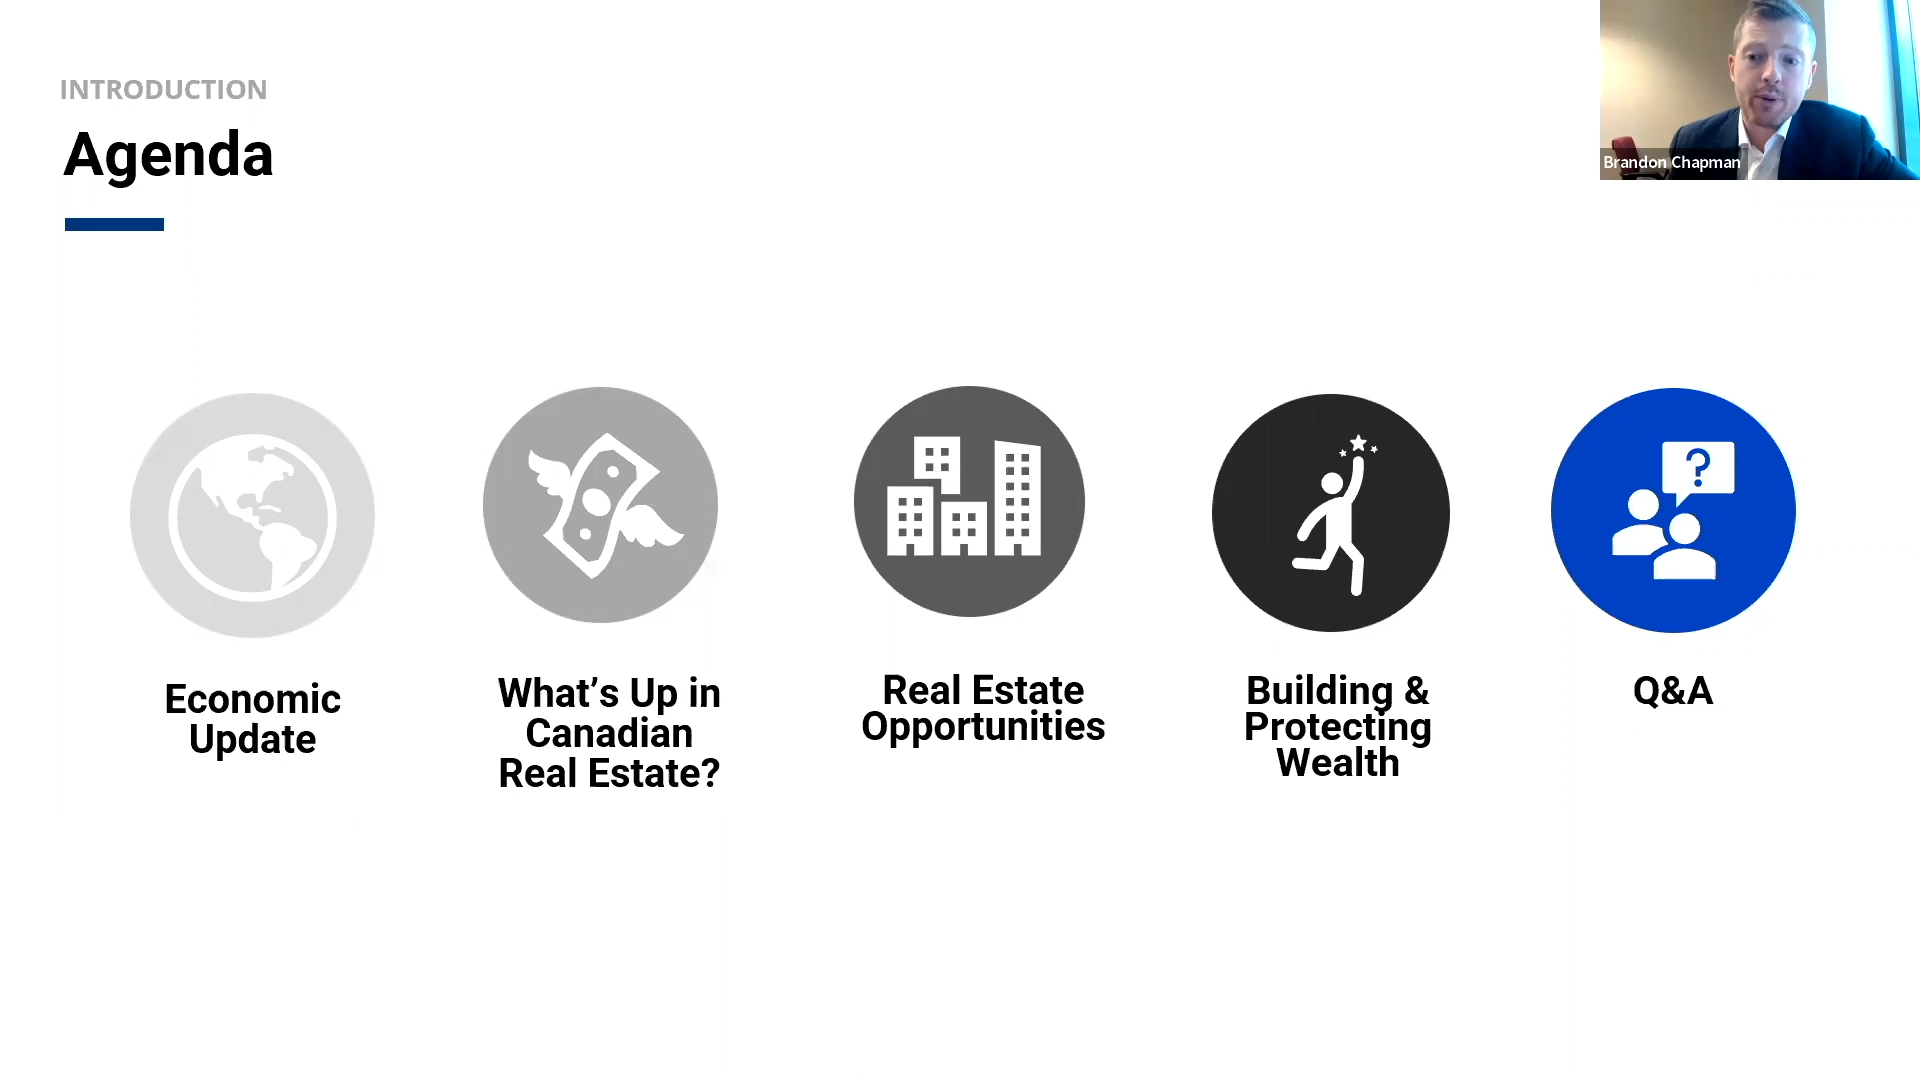 INTRODUCTION
Agenda
Brandon Chapman
?
Economic
Update
What’s Up in
Canadian
Real Estate?
Real Estate
Opportunities
Building &
Protecting
Wealth
Q&A